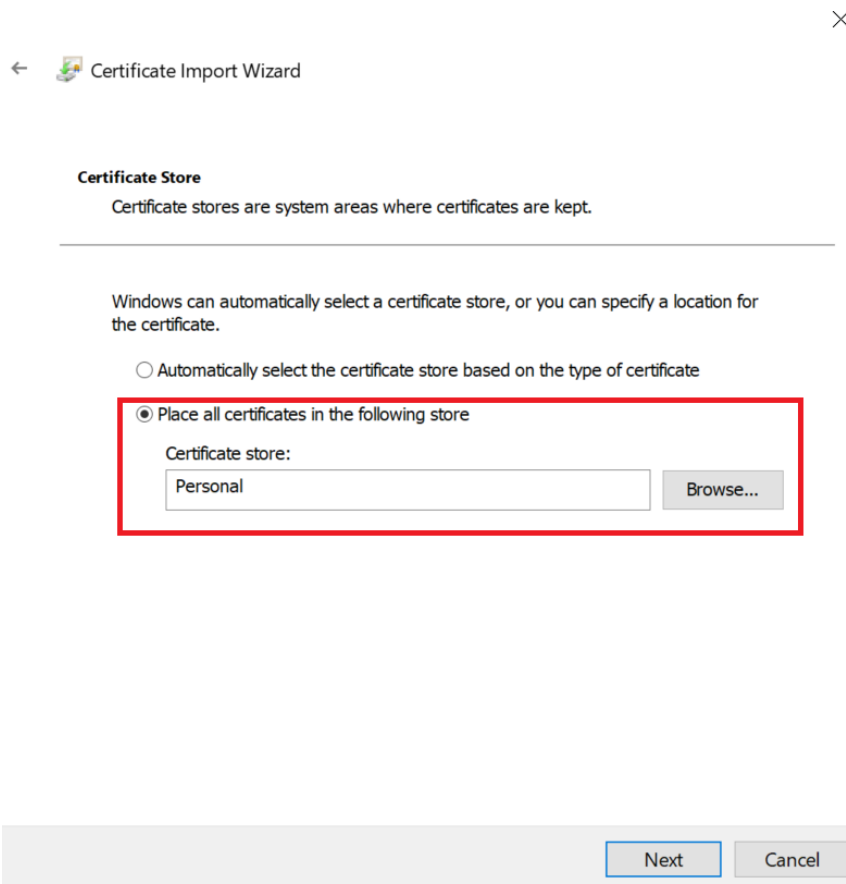 Certificate Import Wizard
Certificate Store
Certificate stores are system areas where certificates are kept.
Windows can automatically select a certificate store, or you can specify a location for
the certificate.
Automatically select the certificate store based on the type of certificate
Place all certificates in the following store
Certificate store:
Personal
Browse...
Next
Cancel